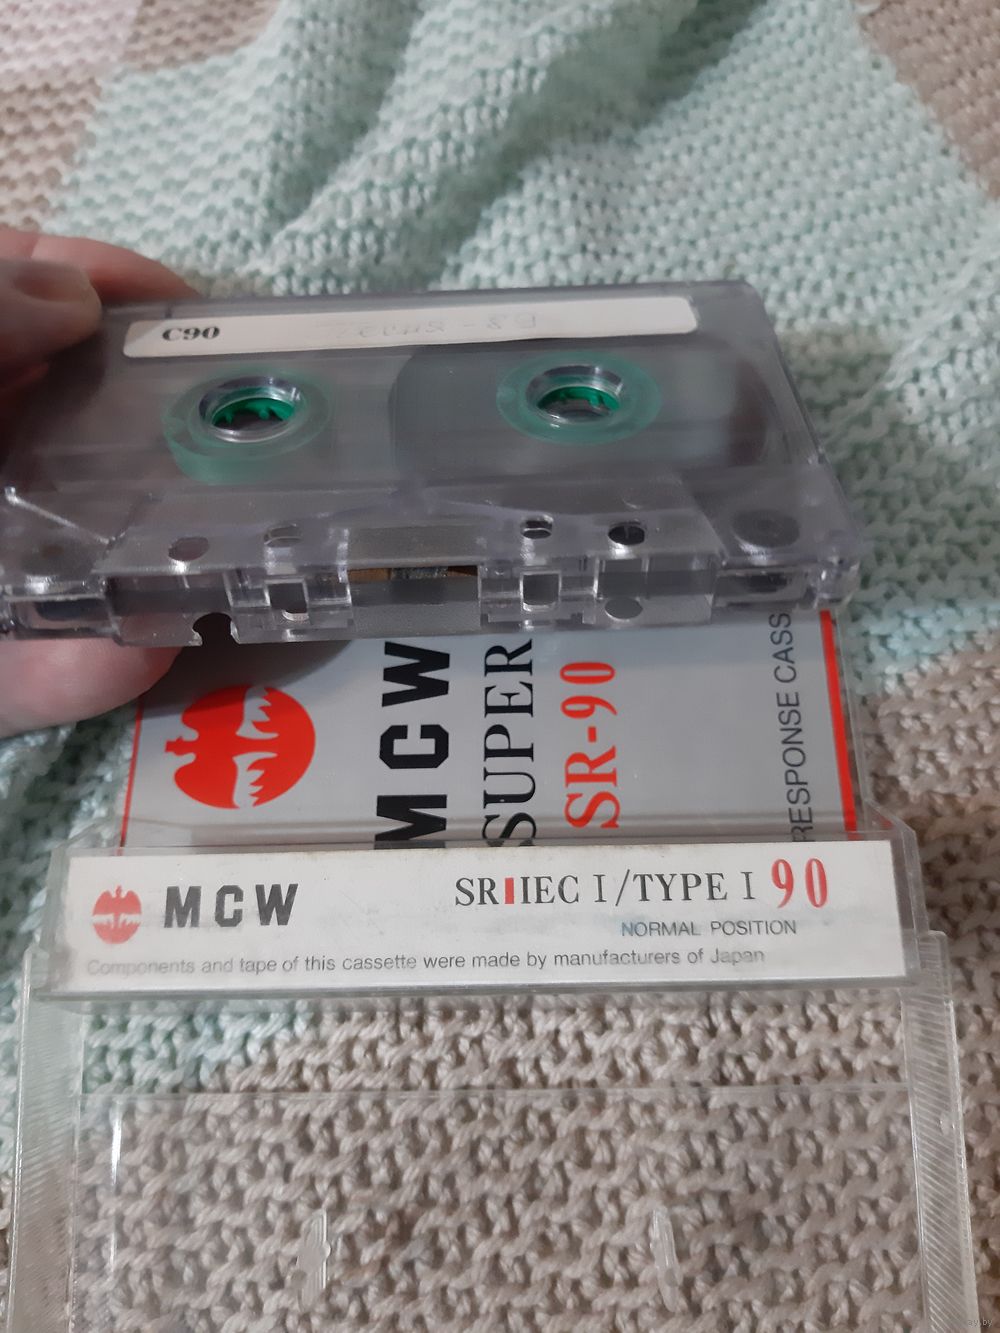 C90
MCW
SUPER
SR-90
RESPONSE CASS
MCW
SR IEC I/TYPE I 90
NORMAL POSITION
Components and tape of this cassette were made by manufacturers of Japan